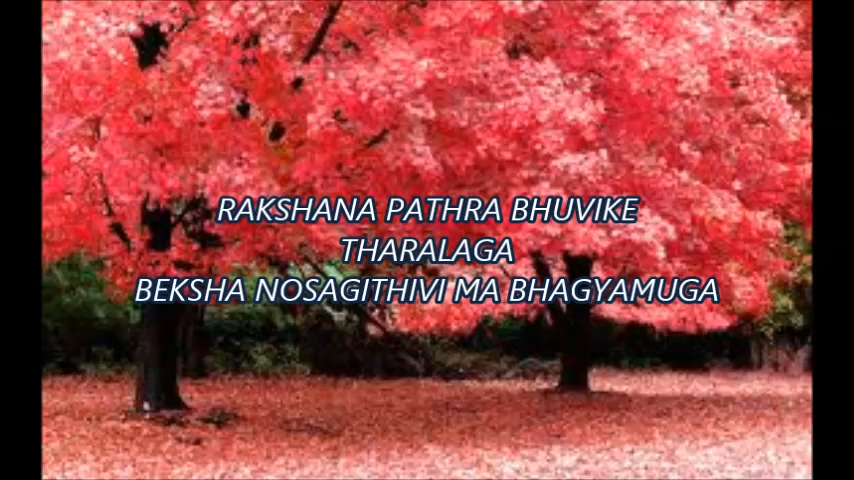 RAKSHANA PATHRA BHUVIKE
THARALAGA
BEKSHA NOSAGITHIVI MA BHAGYAMUGA